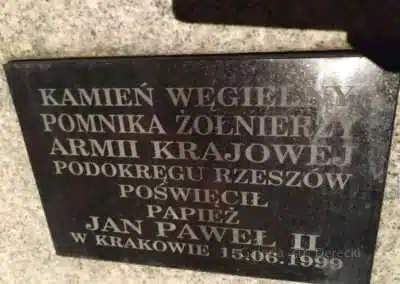 KAMIEŃ WĘGIELNY
POMNIKA ŻOŁNIERZY
ARMII KRAJOWEJ
PODOKRĘGU RZESZÓW
POŚWIĘCIŁ
PAPIEŻ
JAN PAWEŁ II
W KRAKOWIE 15.06.1999